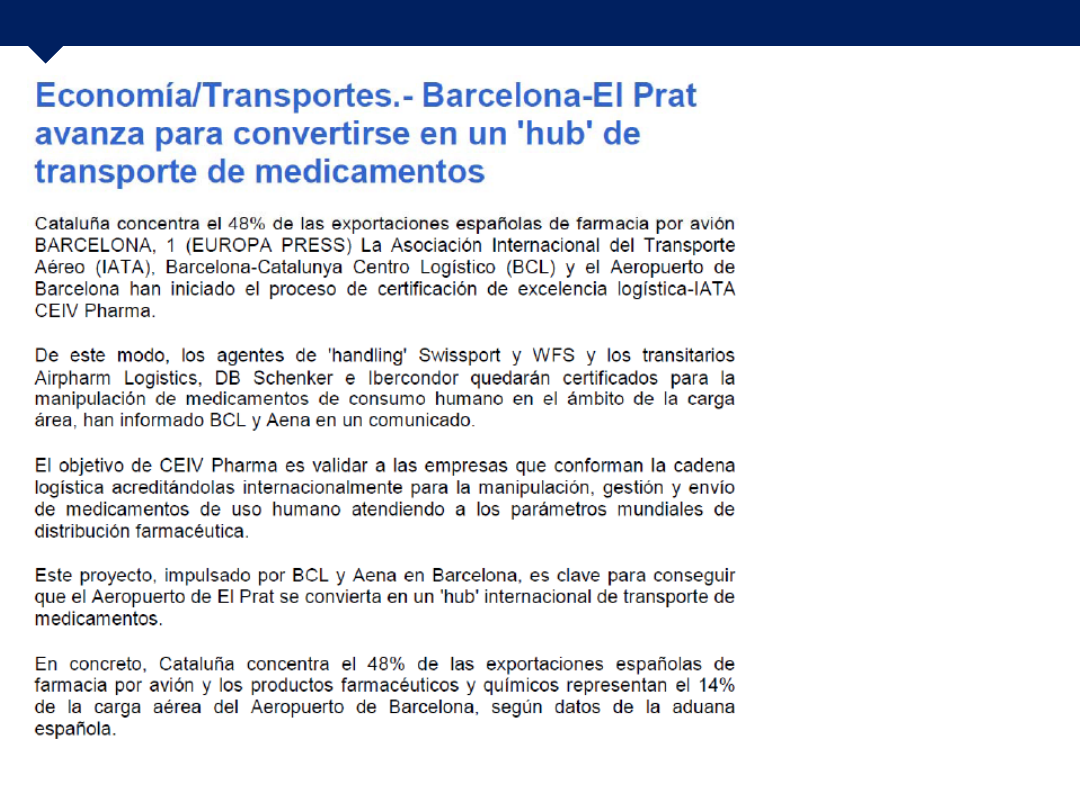 Economía/Transportes.- Barcelona-El Prat
avanza para convertirse en un 'hub' de
transporte de medicamentos
Cataluña concentra el 48% de las exportaciones españolas de farmacia por avión
BARCELONA, 1 (EUROPA PRESS) La Asociación Internacional del Transporte
Aéreo (IATA), Barcelona-Catalunya Centro Logístico (BCL) y el Aeropuerto de
Barcelona han iniciado el proceso de certificación de excelencia logística-IATA
CEIV Pharma.
De este modo, los agentes de 'handling' Swissport y WFS y los transitarios
Airpharm Logistics, DB Schenker e Ibercondor quedarán certificados para la
manipulación de medicamentos de consumo humano en el ámbito de la carga
área, han informado BCL y Aena en un comunicado.
El objetivo de CEIV Pharma es validar a las empresas que conforman la cadena
logística acreditándolas internacionalmente para la manipulación, gestión y envío
de medicamentos de uso humano atendiendo a los parámetros mundiales de
distribución farmacéutica.
Este proyecto, impulsado por BCL y Aena en Barcelona, es clave para conseguir
que el Aeropuerto de El Prat se convierta en un 'hub' internacional de transporte de
medicamentos.
En concreto, Cataluña concentra el 48% de las exportaciones españolas de
farmacia por avión y los productos farmacéuticos y químicos representan el 14%
de la carga aérea del Aeropuerto de Barcelona, según datos de la aduana
española.